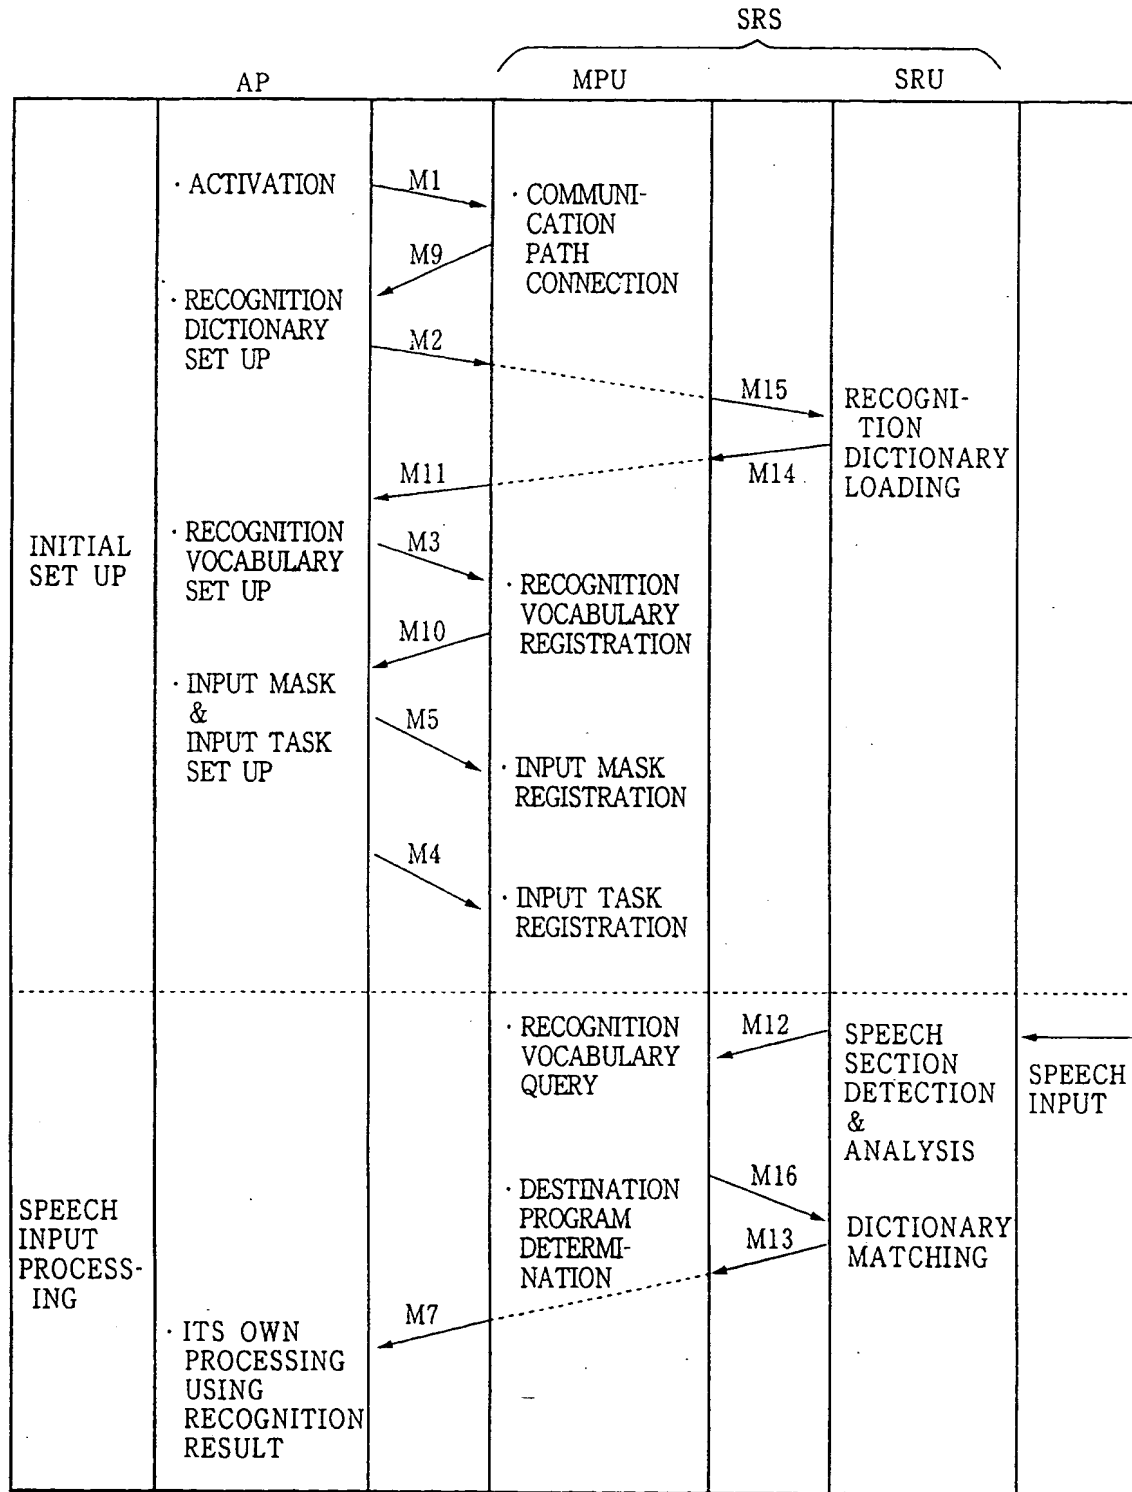 SRS
AP
MPU
SRU
· ACTIVATION
M1
· COMMUNI-
CATION
PATH
CONNECTION
M9
· RECOGNITION
DICTIONARY
SET UP
M2
M15
RECOGNI-
TION
DICTIONARY
LOADING
M14
M11
INITIAL
SET UP
· RECOGNITION
VOCABULARY
SET UP
M3
· RECOGNITION
VOCABULARY
REGISTRATION
M10
· INPUT MASK
&
INPUT TASK
SET UP
M5
· INPUT MASK
REGISTRATION
M4
· INPUT TASK
REGISTRATION
· RECOGNITION
VOCABULARY
QUERY
M12
SPEECH
SECTION
DETECTION
&
ANALYSIS
SPEECH
INPUT
SPEECH
INPUT
PROCESS-
ING
· DESTINATION
PROGRAM
DETERMI-
NATION
M16
M13
DICTIONARY
MATCHING
M7
· ITS OWN
PROCESSING
USING
RECOGNITION
RESULT